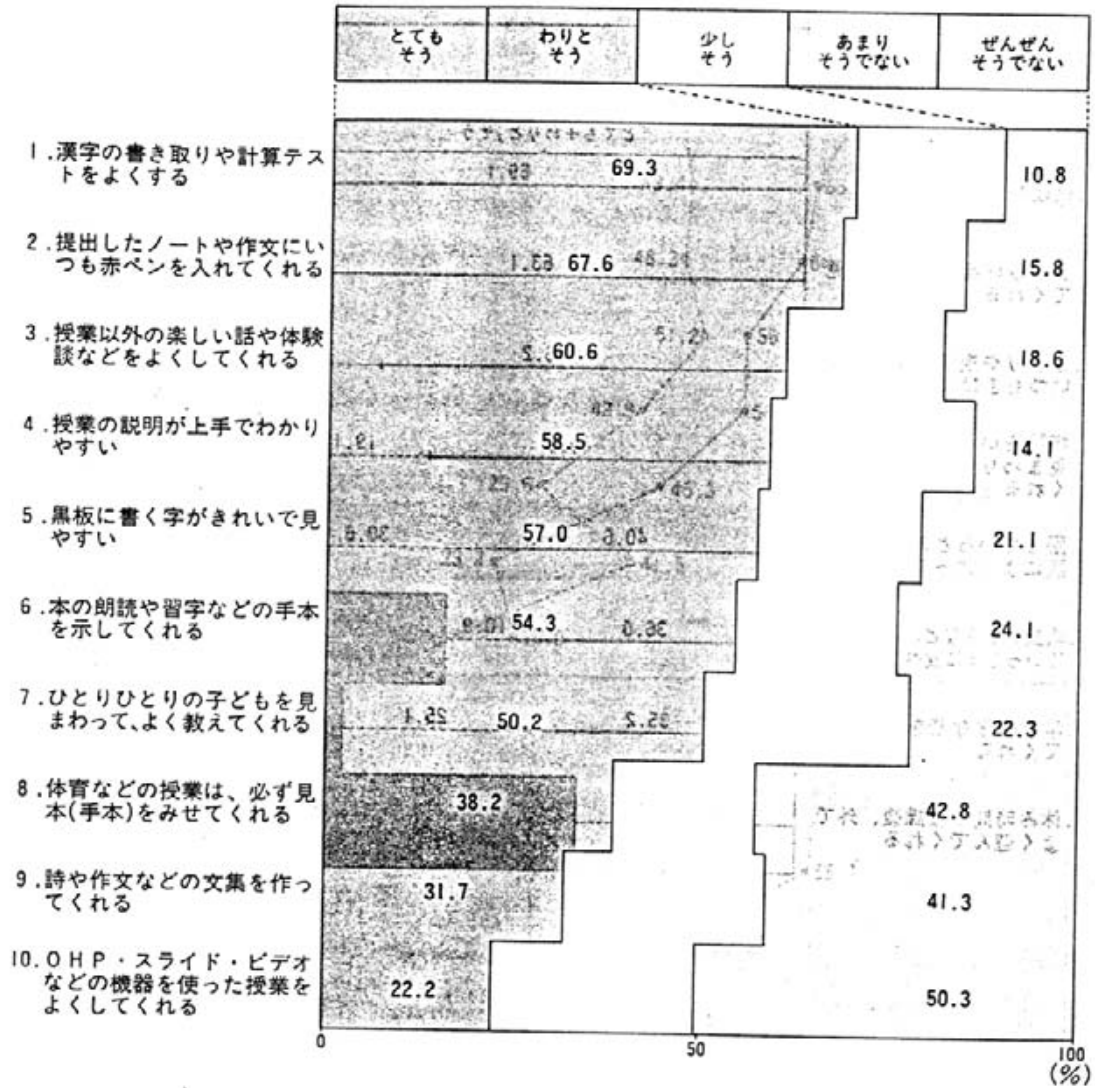 とても
そう
わりと
そう
少し
そう
あまり
そうでない
ぜんぜん
そうでない
1.漢字の書き取りや計算テス
トをよくする
69.3
10.8
2.提出したノートや作文にい
つも赤ペンを入れてくれる
67.6
15.8
3.授業以外の楽しい話や体験
談などをよくしてくれる
60.6
18.6
4.授業の説明が上手でわかり
やすい
58.5
14.1
5.黒板に書く字がきれいで見
やすい
57.0
21.1
6.本の朗読や習字などの手本
を示してくれる
54.3
24.1
7.ひとりひとりの子どもを見
まわって、よく教えてくれる
50.2
22.3
8.体育などの授業は、必ず見
本(手本)をみせてくれる
38.2
42.8
9.詩や作文などの文集を作っ
てくれる
31.7
41.3
10.OHP・スライド・ビデオ
などの機器を使った授業を
よくしてくれる
22.2
50.3
0
50
100
(%)